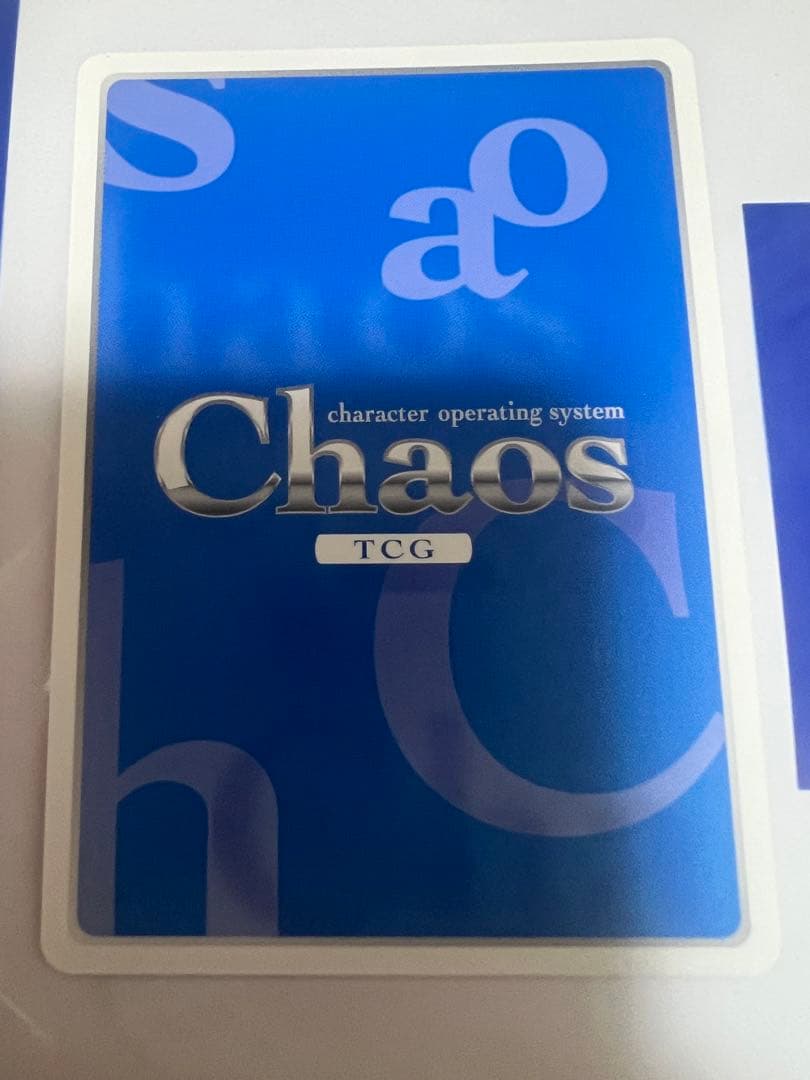 s
o
a
character operating system
Chaos
TCG
C
h